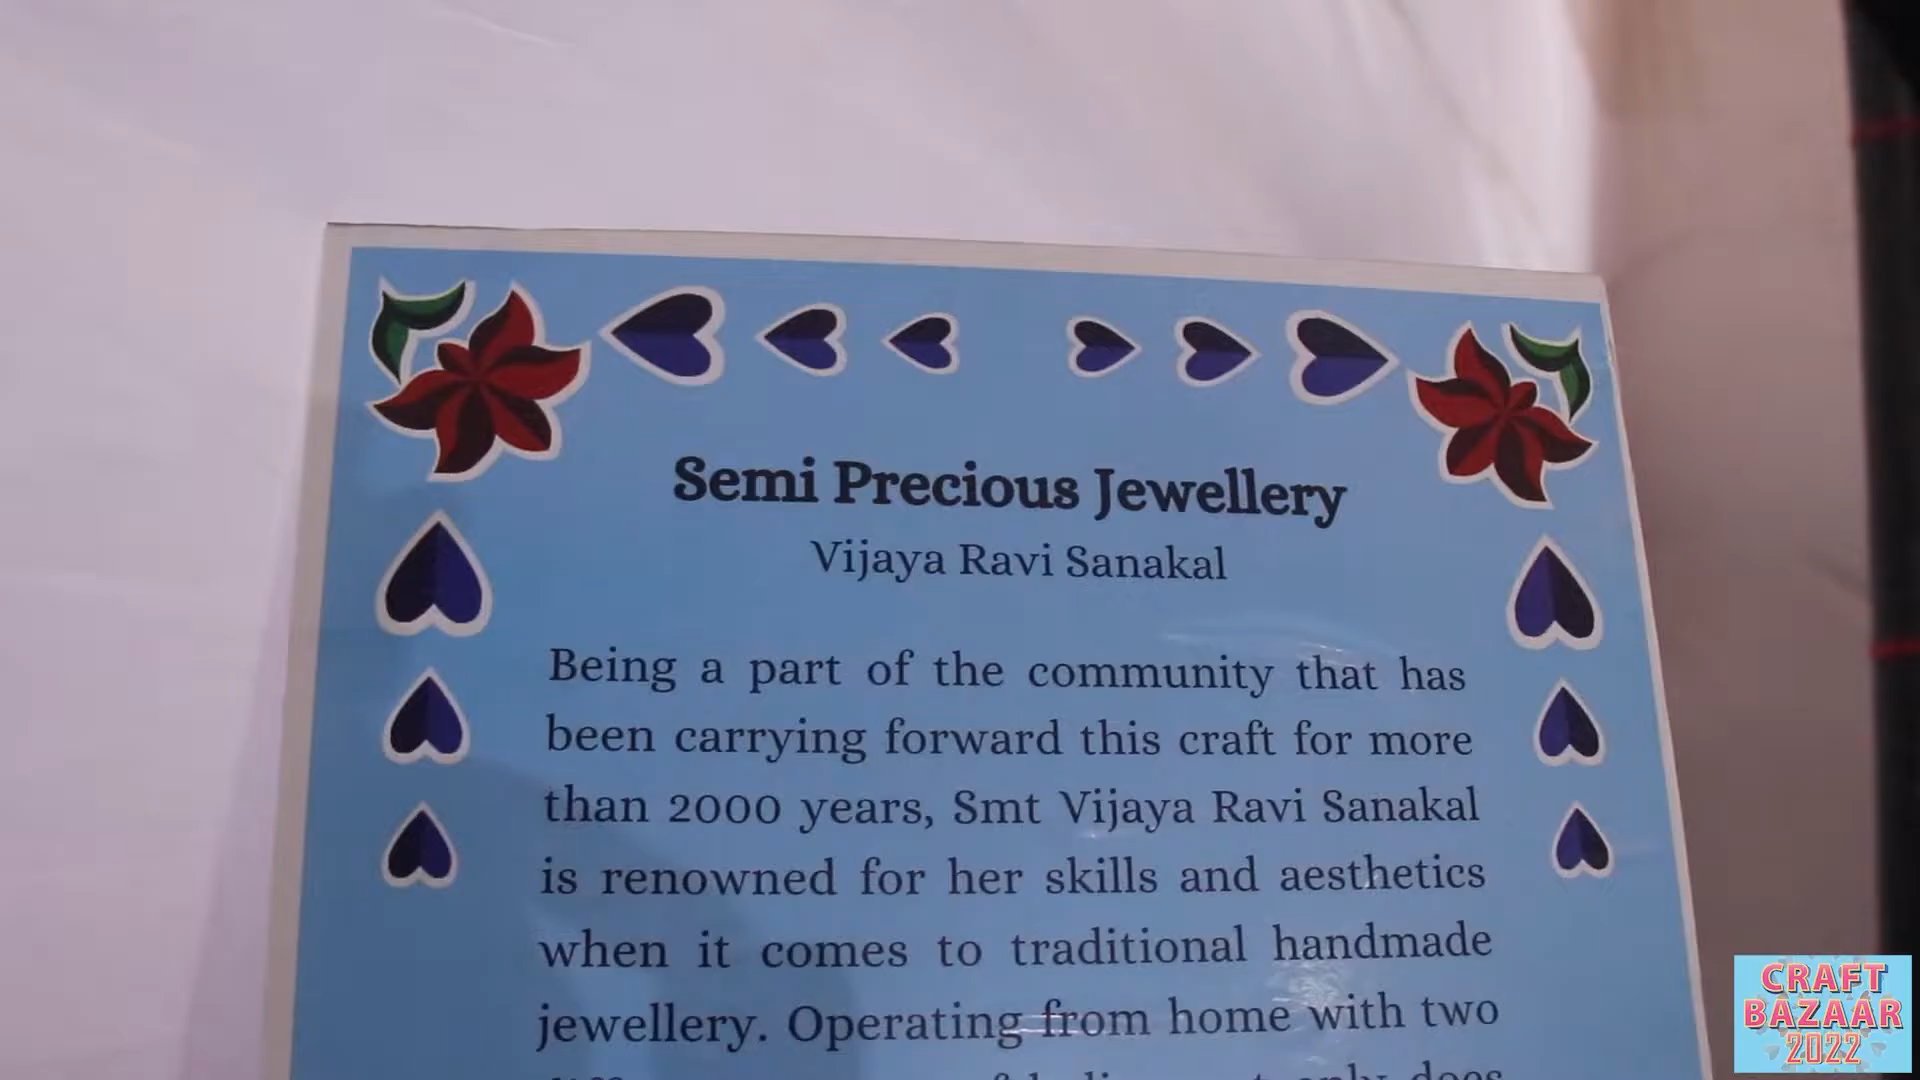 Semi Precious Jewellery
Vijaya Ravi Sanakal
Being a part of the community that has
been carrying forward this craft for more
than 2000 years, Smt Vijaya Ravi Sanakal
is renowned for her skills and aesthetics
when it comes to traditional handmade
jewellery. Operating from home with two
only does
CRAFT
BAZAAR
2022